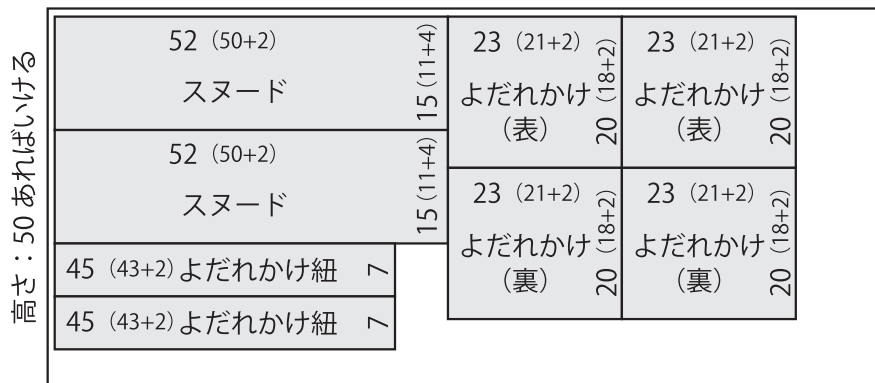 高さ：50 あればいける
52 (50+2)
スヌード
15 (11+4)
52 (50+2)
スヌード
15 (11+4)
45 (43+2) よだれかけ紐 7
45 (43+2) よだれかけ紐 7
23 (21+2)
よだれかけ
(表)
20 (18+2)
23 (21+2)
よだれかけ
(表)
20 (18+2)
23 (21+2)
よだれかけ
(裏)
20 (18+2)
23 (21+2)
よだれかけ
(裏)
20 (18+2)